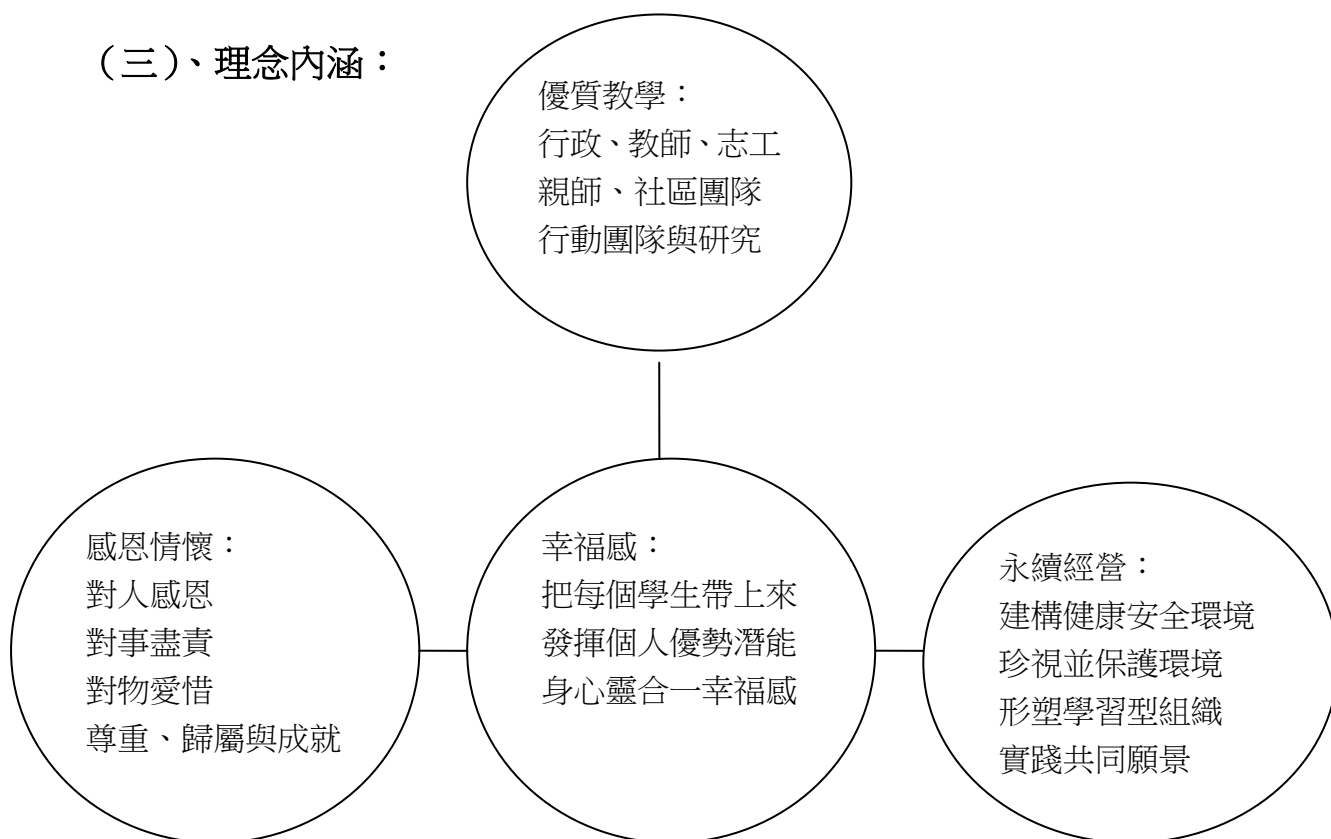 （三）、理念內涵：
優質教學：
行政、教師、志工
親師、社區團隊
行動團隊與研究
感恩情懷：
對人感恩
對事盡責
對物愛惜
尊重、歸屬與成就
幸福感：
把每個學生帶上來
發揮個人優勢潛能
身心靈合一幸福感
永續經營：
建構健康安全環境
珍視並保護環境
形塑學習型組織
實踐共同願景